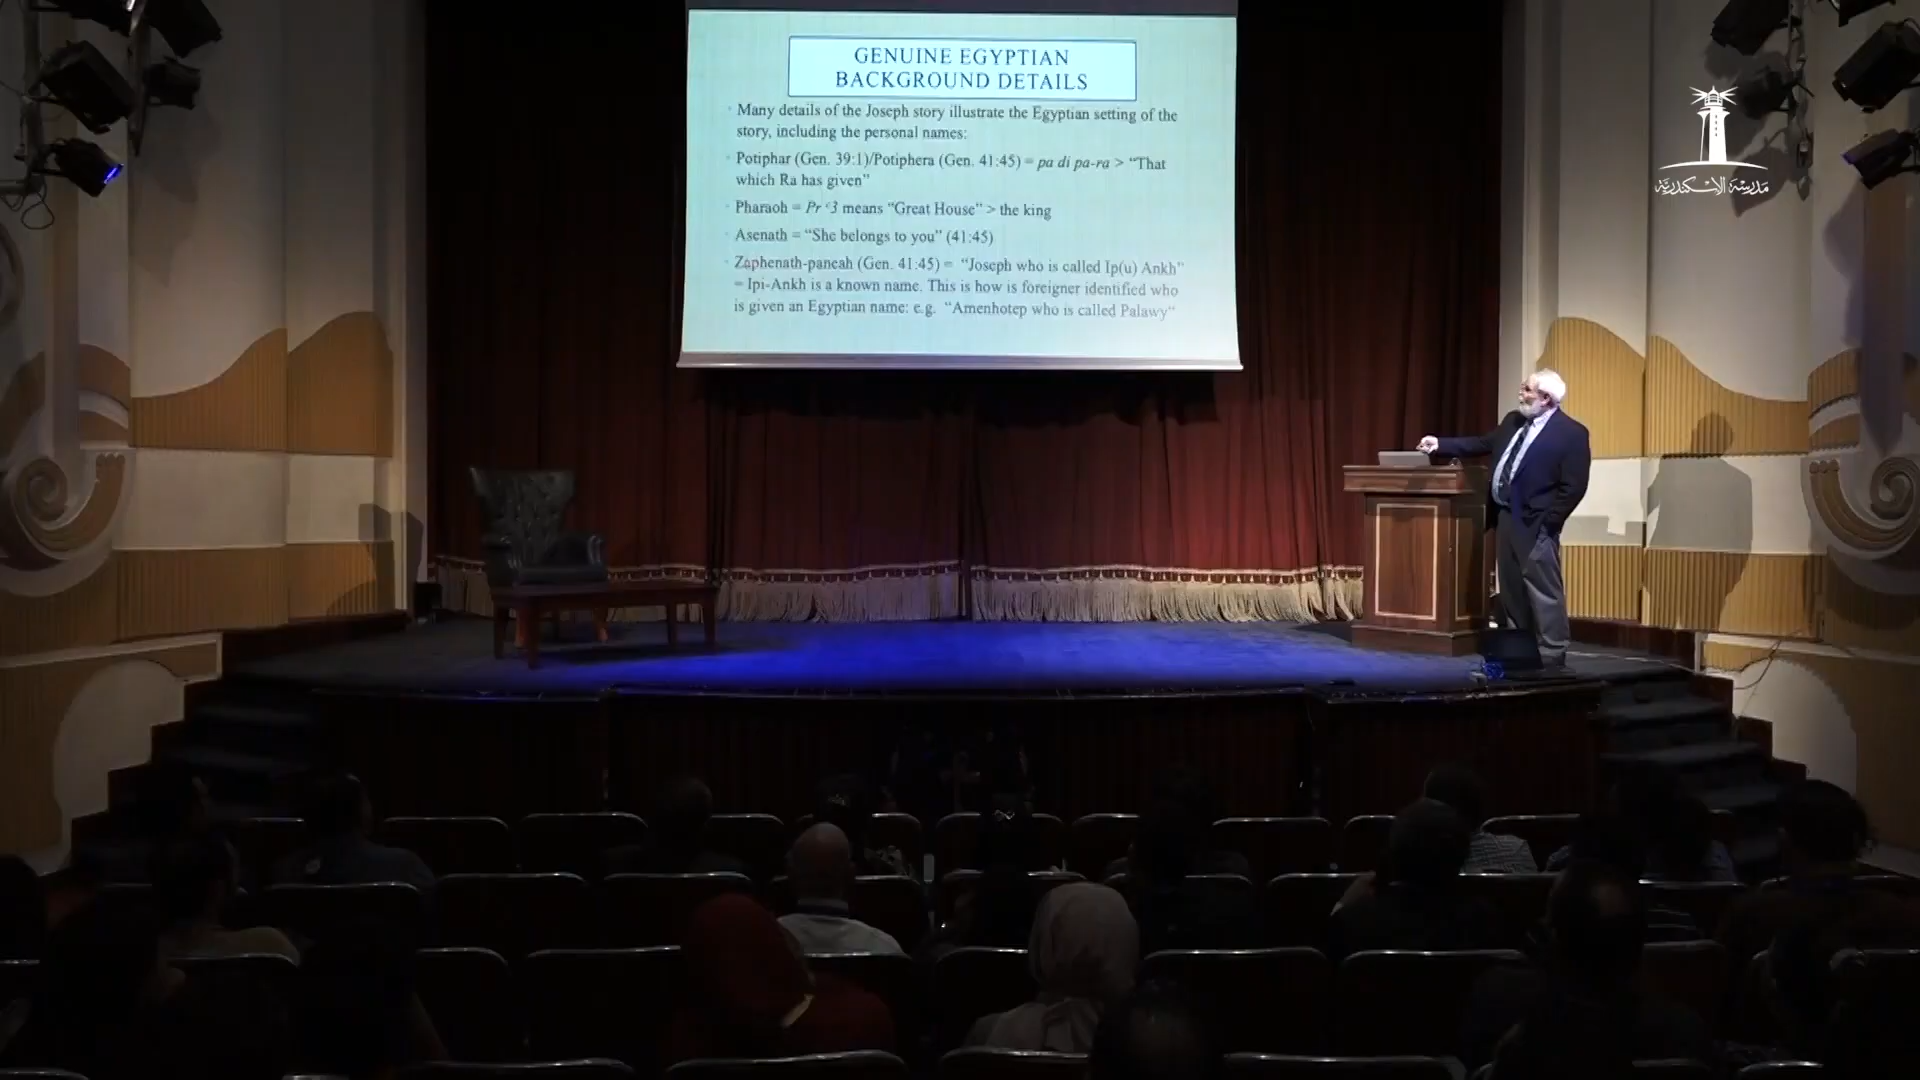 GENUINE EGYPTIAN
BACKGROUND DETAILS
Many details of the Joseph story illustrate the Egyptian setting of the
story, including the personal names:
Potiphar (Gen. 39:1)/Potiphera (Gen. 41:45) = pa di pa-ra > “That
which Ra has given”
Pharaoh = Pr ʿ3 means “Great House” > the king
Asenath = “She belongs to you” (41:45)
Zaphenath-paneah (Gen. 41:45) = “Joseph who is called Ip(u) Ankh”
= Ipi-Ankh is a known name. This is how is foreigner identified who
is given an Egyptian name: e.g. “Amenhotep who is called Palawy”
مدرسة الإسكندرية